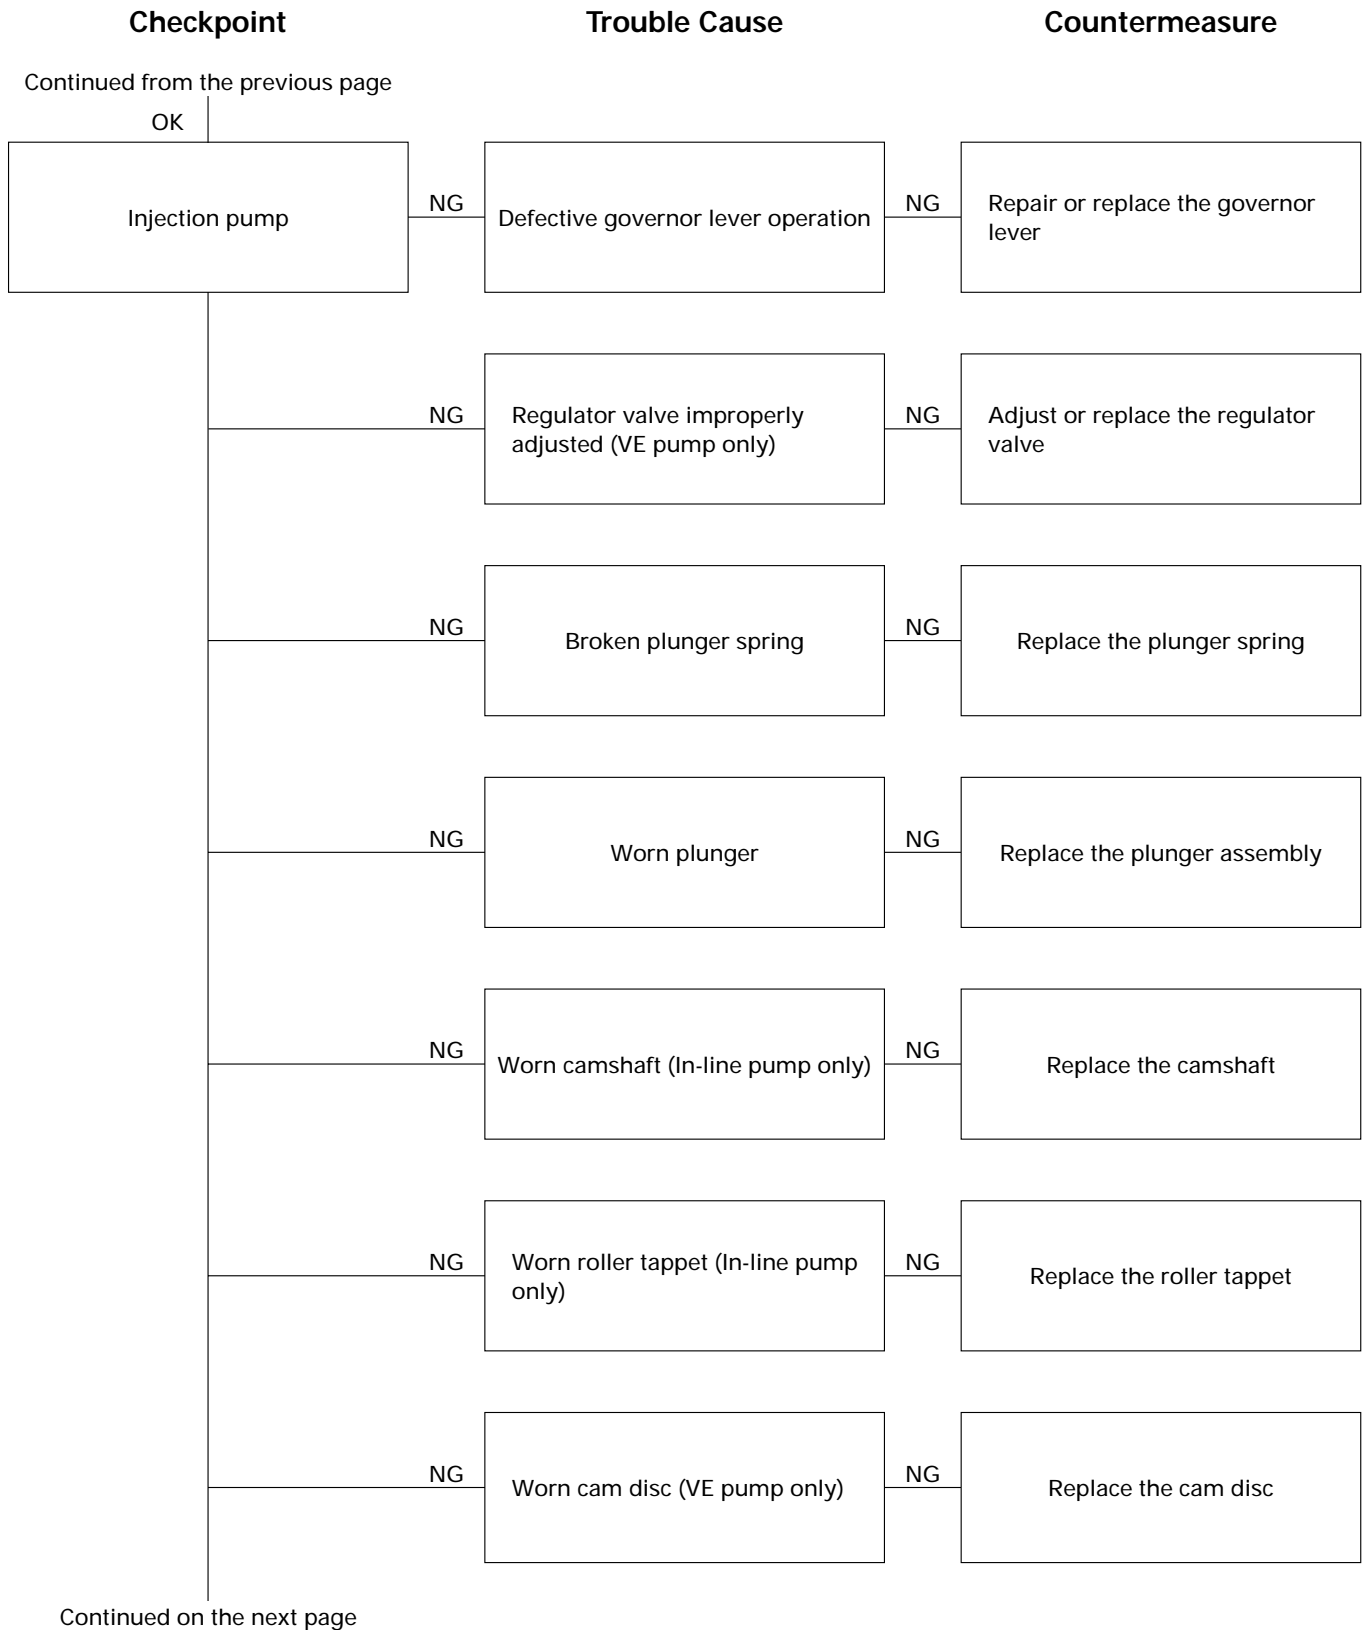 Checkpoint Trouble Cause Countermeasure
Continued from the previous page
OK
Injection pump
NG
Defective governor lever operation
NG
Repair or replace the governor
lever
NG
Regulator valve improperly
adjusted (VE pump only)
NG
Adjust or replace the regulator
valve
NG
Broken plunger spring
NG
Replace the plunger spring
NG
Worn plunger
NG
Replace the plunger assembly
NG
Worn camshaft (In-line pump only)
NG
Replace the camshaft
NG
Worn roller tappet (In-line pump
only)
NG
Replace the roller tappet
NG
Worn cam disc (VE pump only)
NG
Replace the cam disc
Continued on the next page